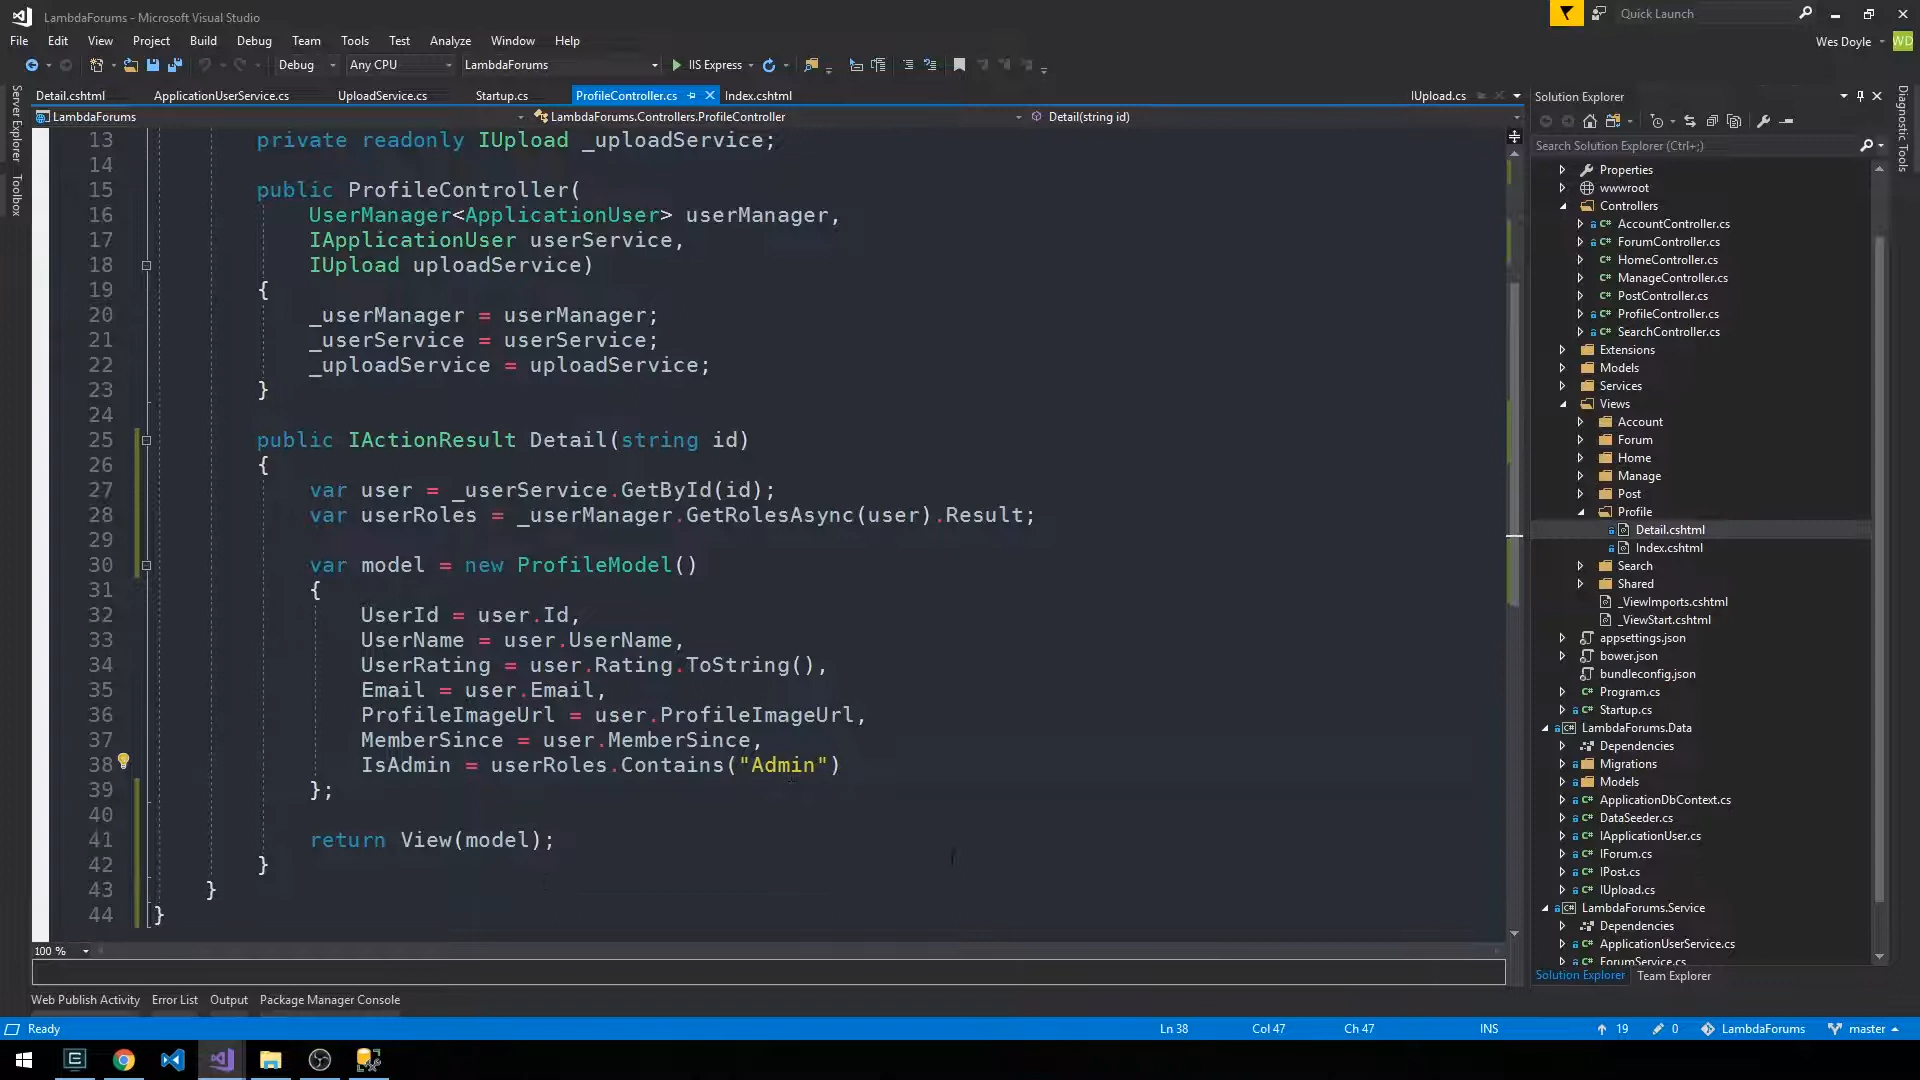 LambdaForums - Microsoft Visual Studio
Quick Launch
File Edit View Project Build Debug Team Tools Test Analyze Window Help
Wes Doyle WD
Debug Any CPU LambdaForums IIS Express
Detail.cshtml ApplicationUserService.cs UploadService.cs Startup.cs ProfileController.cs Index.cshtml IUpload.cs
LambdaForums LambdaForums.Controllers.ProfileController Detail(string id)
Server Explorer
Toolbox
13 private readonly IUpload _uploadService;
14
15 public ProfileController(
16 UserManager<ApplicationUser> userManager,
17 IApplicationUser userService,
18 IUpload uploadService)
19 {
20 _userManager = userManager;
21 _userService = userService;
22 _uploadService = uploadService;
23 }
24
25 public IActionResult Detail(string id)
26 {
27 var user = _userService.GetById(id);
28 var userRoles = _userManager.GetRolesAsync(user).Result;
29
30 var model = new ProfileModel()
31 {
32 UserId = user.Id,
33 UserName = user.UserName,
34 UserRating = user.Rating.ToString(),
35 Email = user.Email,
36 ProfileImageUrl = user.ProfileImageUrl,
37 MemberSince = user.MemberSince,
38 IsAdmin = userRoles.Contains("Admin")
39 };
40
41 return View(model);
42 }
43 }
44 }
100 %
Solution Explorer
Search Solution Explorer (Ctrl+;)
Properties
wwwroot
Controllers
C# AccountController.cs
C# ForumController.cs
C# HomeController.cs
C# ManageController.cs
C# PostController.cs
C# ProfileController.cs
C# SearchController.cs
Extensions
Models
Services
Views
Account
Forum
Home
Manage
Post
Profile
Detail.cshtml
Index.cshtml
Search
Shared
_ViewImports.cshtml
_ViewStart.cshtml
appsettings.json
bower.json
bundleconfig.json
C# Program.cs
C# Startup.cs
C# LambdaForums.Data
Dependencies
Migrations
Models
C# ApplicationDbContext.cs
C# DataSeeder.cs
C# IApplicationUser.cs
C# IForum.cs
C# IPost.cs
C# IUpload.cs
C# LambdaForums.Service
Dependencies
C# ApplicationUserService.cs
C# ForumService.cs
Solution Explorer Team Explorer
Diagnostic Tools
Web Publish Activity Error List Output Package Manager Console
Ready Ln 38 Col 47 Ch 47 INS 19 0 LambdaForums master